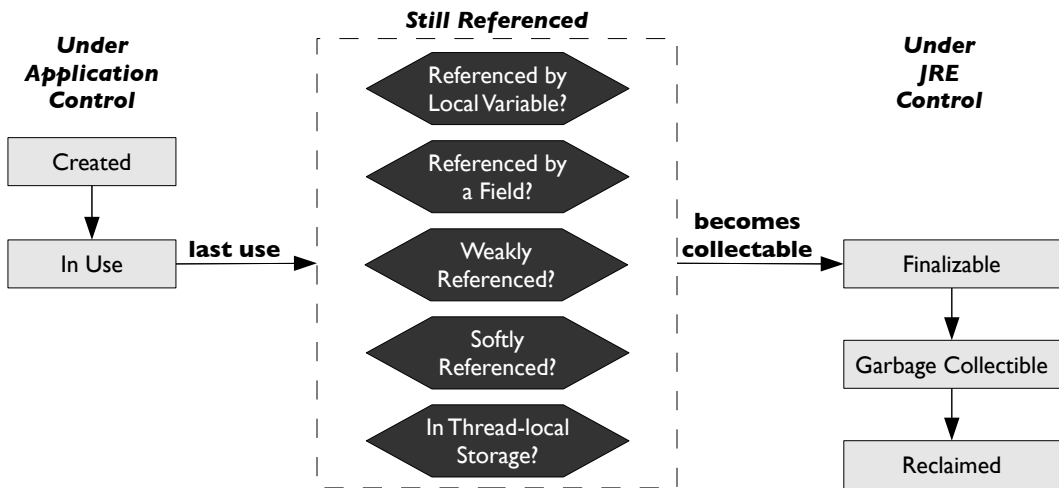 Under
Application
Control
Created
In Use
last use
Still Referenced
Referenced by
Local Variable?
Referenced by
a Field?
Weakly
Referenced?
Softly
Referenced?
In Thread-local
Storage?
becomes
collectable
Under
JRE
Control
Finalizable
Garbage Collectible
Reclaimed